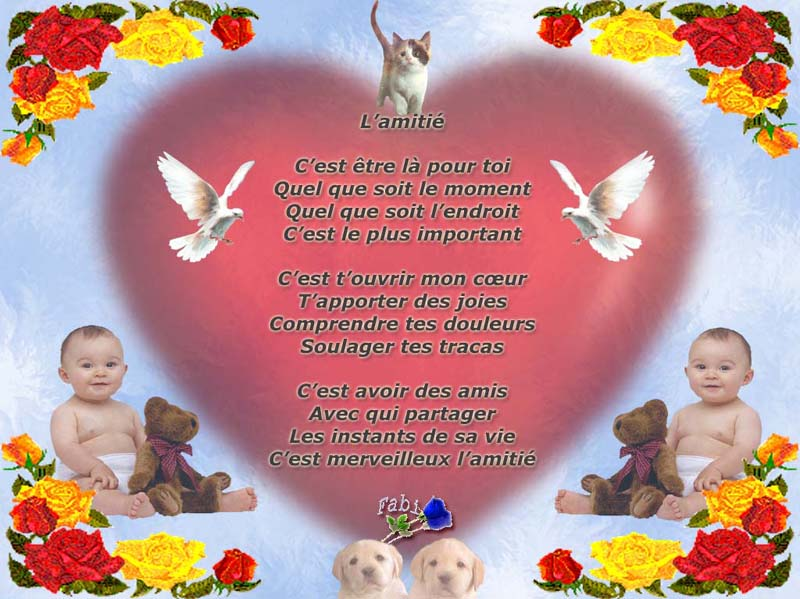 L'amitié
C'est être là pour toi
Quel que soit le moment
Quel que soit l'endroit
C'est le plus important
C'est t'ouvrir mon cœur
T'apporter des joies
Comprendre tes douleurs
Soulager tes tracas
C'est avoir des amis
Avec qui partager
Les instants de sa vie
C'est merveilleux l'amitié
Fabi